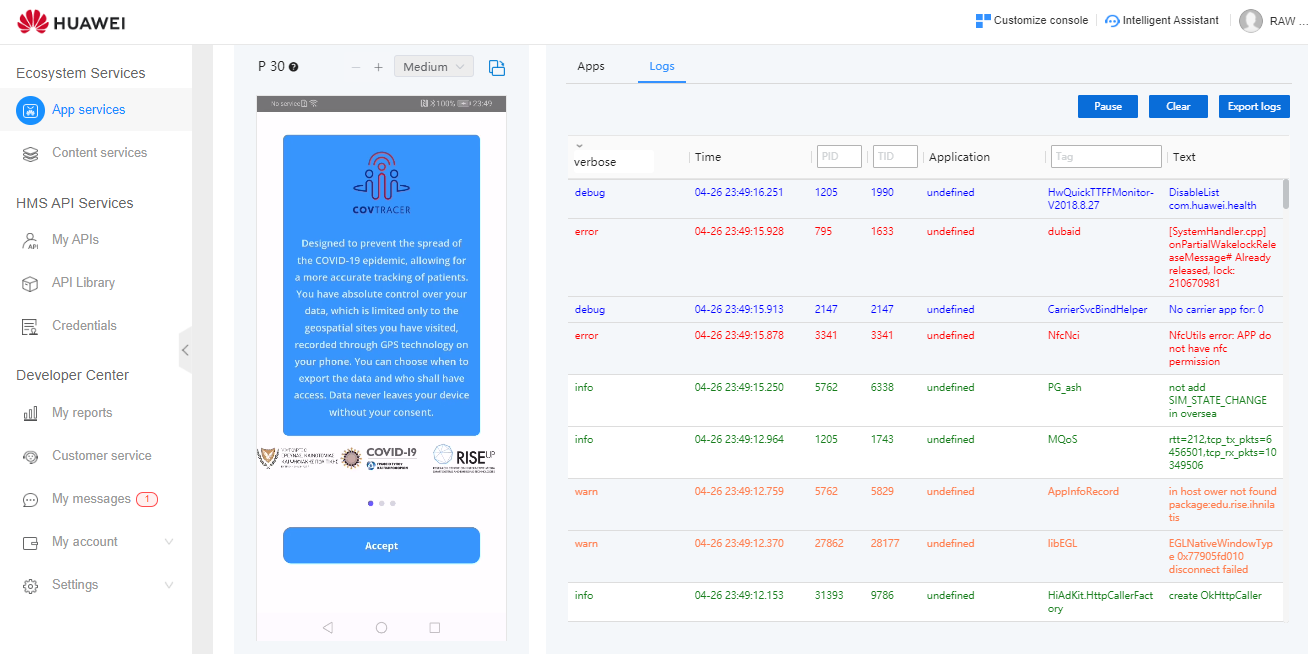 HUAWEI
Customize console
Intelligent Assistant
RAW ...
Ecosystem Services
App services
Content services
HMS API Services
My APIs
API Library
Credentials
Developer Center
My reports
Customer service
My messages 1
My account
Settings
P 30
Medium
No service
100%
23:49
COVTRACER
Designed to prevent the spread of
the COVID-19 epidemic, allowing for
a more accurate tracking of patients.
You have absolute control over your
data, which is limited only to the
geospatial sites you have visited,
recorded through GPS technology on
your phone. You can choose when to
export the data and who shall have
access. Data never leaves your device
without your consent.
COVID-19
RISE UP
Accept
Apps Logs
Pause Clear Export logs
verbose Time PID TID Application Tag Text
debug 04-26 23:49:16.251 1205 1990 undefined HwQuickTTFFMonitor- DisableList
V2018.8.27 com.huawei.health
error 04-26 23:49:15.928 795 1633 undefined dubaid [SystemHandler.cpp]
onPartialWakelockRele
aseMessage# Already
released, lock:
210670981
debug 04-26 23:49:15.913 2147 2147 undefined CarrierSvcBindHelper No carrier app for: 0
error 04-26 23:49:15.878 3341 3341 undefined NfcNci NfcUtils error: APP do
not have nfc
permission
info 04-26 23:49:15.250 5762 6338 undefined PG_ash not add
SIM_STATE_CHANGE
in oversea
info 04-26 23:49:12.964 1205 1743 undefined MQoS rtt=212,tcp_tx_pkts=6
456501,tcp_rx_pkts=10
349506
warn 04-26 23:49:12.759 5762 5829 undefined AppInfoRecord in host ower not found
package:edu.rise.ihnila
tis
warn 04-26 23:49:12.370 27862 28177 undefined libEGL EGLNativeWindowTyp
e 0x77905fd010
disconnect failed
info 04-26 23:49:12.153 31393 9786 undefined HiAdKit.HttpCallerFact create OkHttpCaller
ory